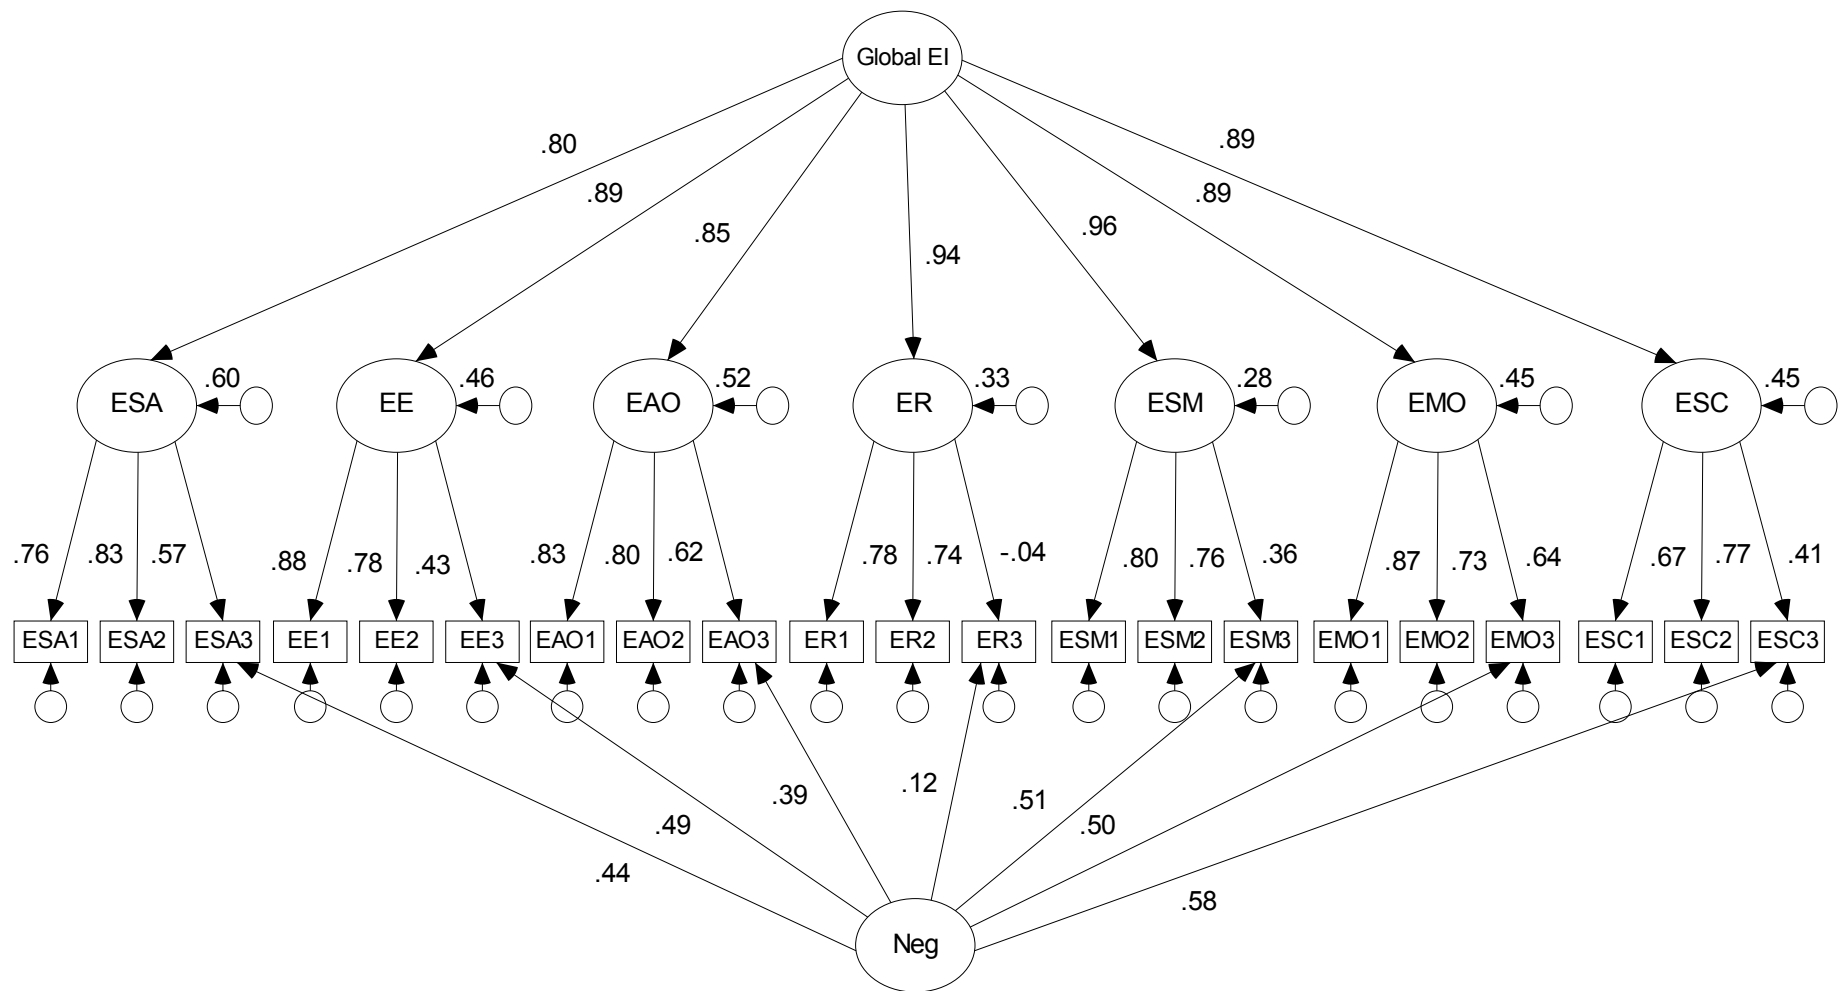 Global EI
.80
.89
.85
.94
.96
.89
.89
ESA
.60
EE
.46
EAO
.52
ER
.33
ESM
.28
EMO
.45
ESC
.45
.76
.83
.57
.88
.78
.43
.83
.80
.62
.78
.74
-.04
.80
.76
.36
.87
.73
.64
.67
.77
.41
ESA1
ESA2
ESA3
EE1
EE2
EE3
EAO1
EAO2
EAO3
ER1
ER2
ER3
ESM1
ESM2
ESM3
EMO1
EMO2
EMO3
ESC1
ESC2
ESC3
.44
.49
.39
.12
.51
.50
.58
Neg